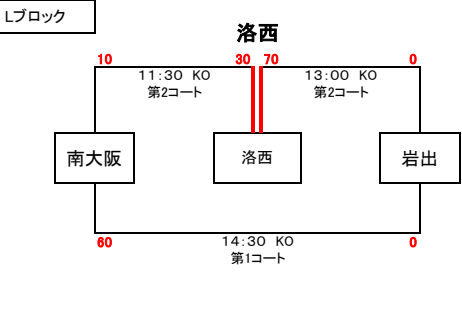 Lブロック
洛西
10 30 70 0
11:30 KO 13:00 KO
第2コート 第2コート
南大阪 洛西 岩出
60 14:30 KO 0
第1コート